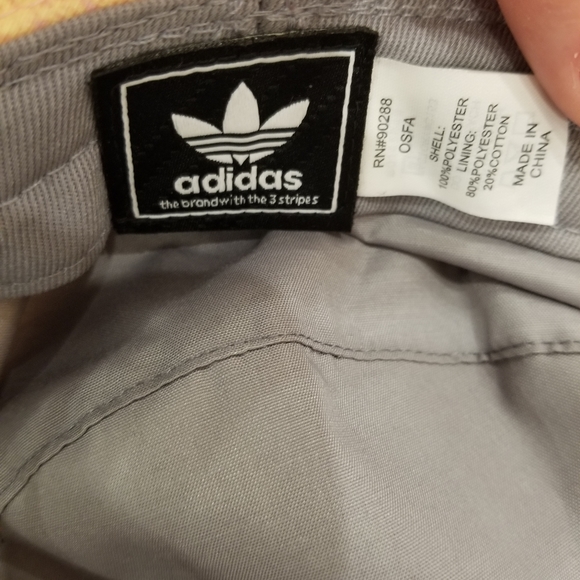 adidas
the brand with the 3 stripes
RN#90288
OSFA
SHELL:
100%POLYESTER
LINING:
80%POLYESTER
20%COTTON
MADE IN
CHINA